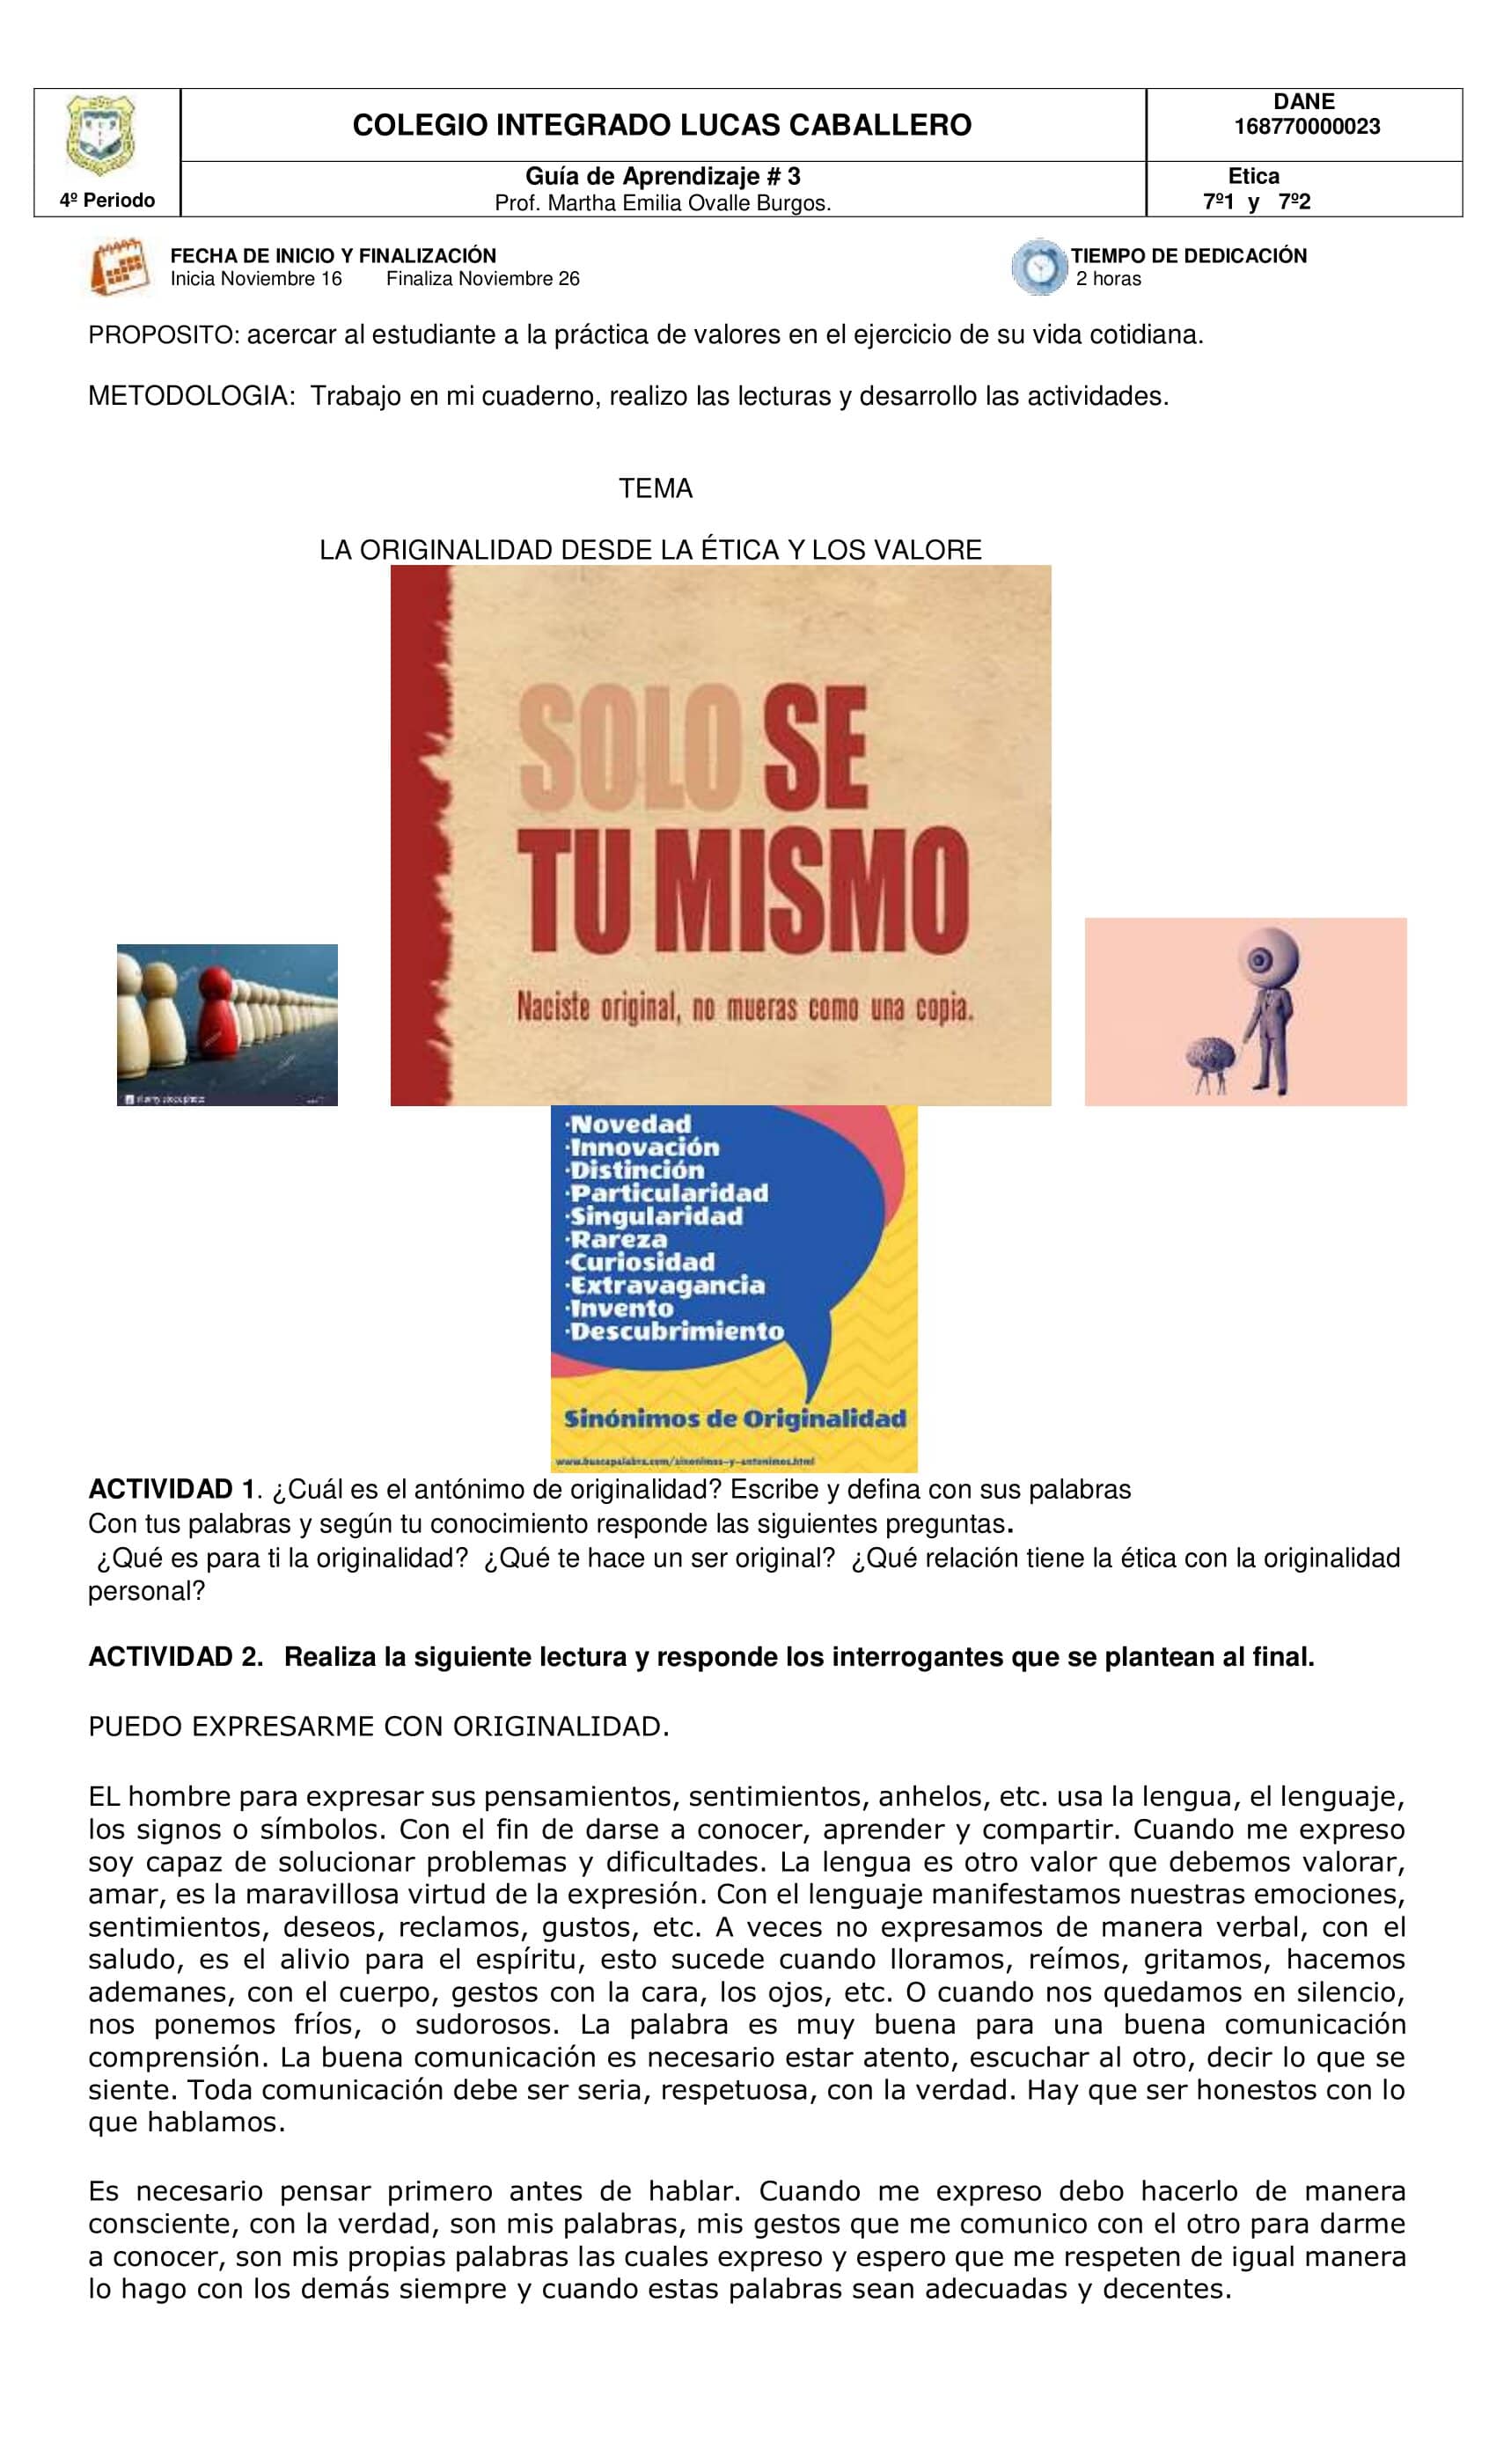 COLEGIO INTEGRADO LUCAS CABALLERO
DANE
168770000023
4º Periodo
Guía de Aprendizaje # 3
Prof. Martha Emilia Ovalle Burgos.
Etica
7º1 y 7º2
FECHA DE INICIO Y FINALIZACIÓN
Inicia Noviembre 16 Finaliza Noviembre 26
TIEMPO DE DEDICACIÓN
2 horas
PROPOSITO: acercar al estudiante a la práctica de valores en el ejercicio de su vida cotidiana.
METODOLOGIA: Trabajo en mi cuaderno, realizo las lecturas y desarrollo las actividades.
TEMA
LA ORIGINALIDAD DESDE LA ÉTICA Y LOS VALORE
SOLO SE
TU MISMO
Naciste original, no mueras como una copia.
·Novedad
·Innovación
·Distinción
·Particularidad
·Singularidad
·Rareza
·Curiosidad
·Extravagancia
·Invento
·Descubrimiento
Sinónimos de Originalidad
www.buscapalabra.com/sinonimos-y-antonimos.html
ACTIVIDAD 1. ¿Cuál es el antónimo de originalidad? Escribe y defina con sus palabras
Con tus palabras y según tu conocimiento responde las siguientes preguntas.
¿Qué es para ti la originalidad? ¿Qué te hace un ser original? ¿Qué relación tiene la ética con la originalidad
personal?
ACTIVIDAD 2. Realiza la siguiente lectura y responde los interrogantes que se plantean al final.
PUEDO EXPRESARME CON ORIGINALIDAD.
EL hombre para expresar sus pensamientos, sentimientos, anhelos, etc. usa la lengua, el lenguaje,
los signos o símbolos. Con el fin de darse a conocer, aprender y compartir. Cuando me expreso
soy capaz de solucionar problemas y dificultades. La lengua es otro valor que debemos valorar,
amar, es la maravillosa virtud de la expresión. Con el lenguaje manifestamos nuestras emociones,
sentimientos, deseos, reclamos, gustos, etc. A veces no expresamos de manera verbal, con el
saludo, es el alivio para el espíritu, esto sucede cuando lloramos, reímos, gritamos, hacemos
ademanes, con el cuerpo, gestos con la cara, los ojos, etc. O cuando nos quedamos en silencio,
nos ponemos fríos, o sudorosos. La palabra es muy buena para una buena comunicación
comprensión. La buena comunicación es necesario estar atento, escuchar al otro, decir lo que se
siente. Toda comunicación debe ser seria, respetuosa, con la verdad. Hay que ser honestos con lo
que hablamos.
Es necesario pensar primero antes de hablar. Cuando me expreso debo hacerlo de manera
consciente, con la verdad, son mis palabras, mis gestos que me comunico con el otro para darme
a conocer, son mis propias palabras las cuales expreso y espero que me respeten de igual manera
lo hago con los demás siempre y cuando estas palabras sean adecuadas y decentes.